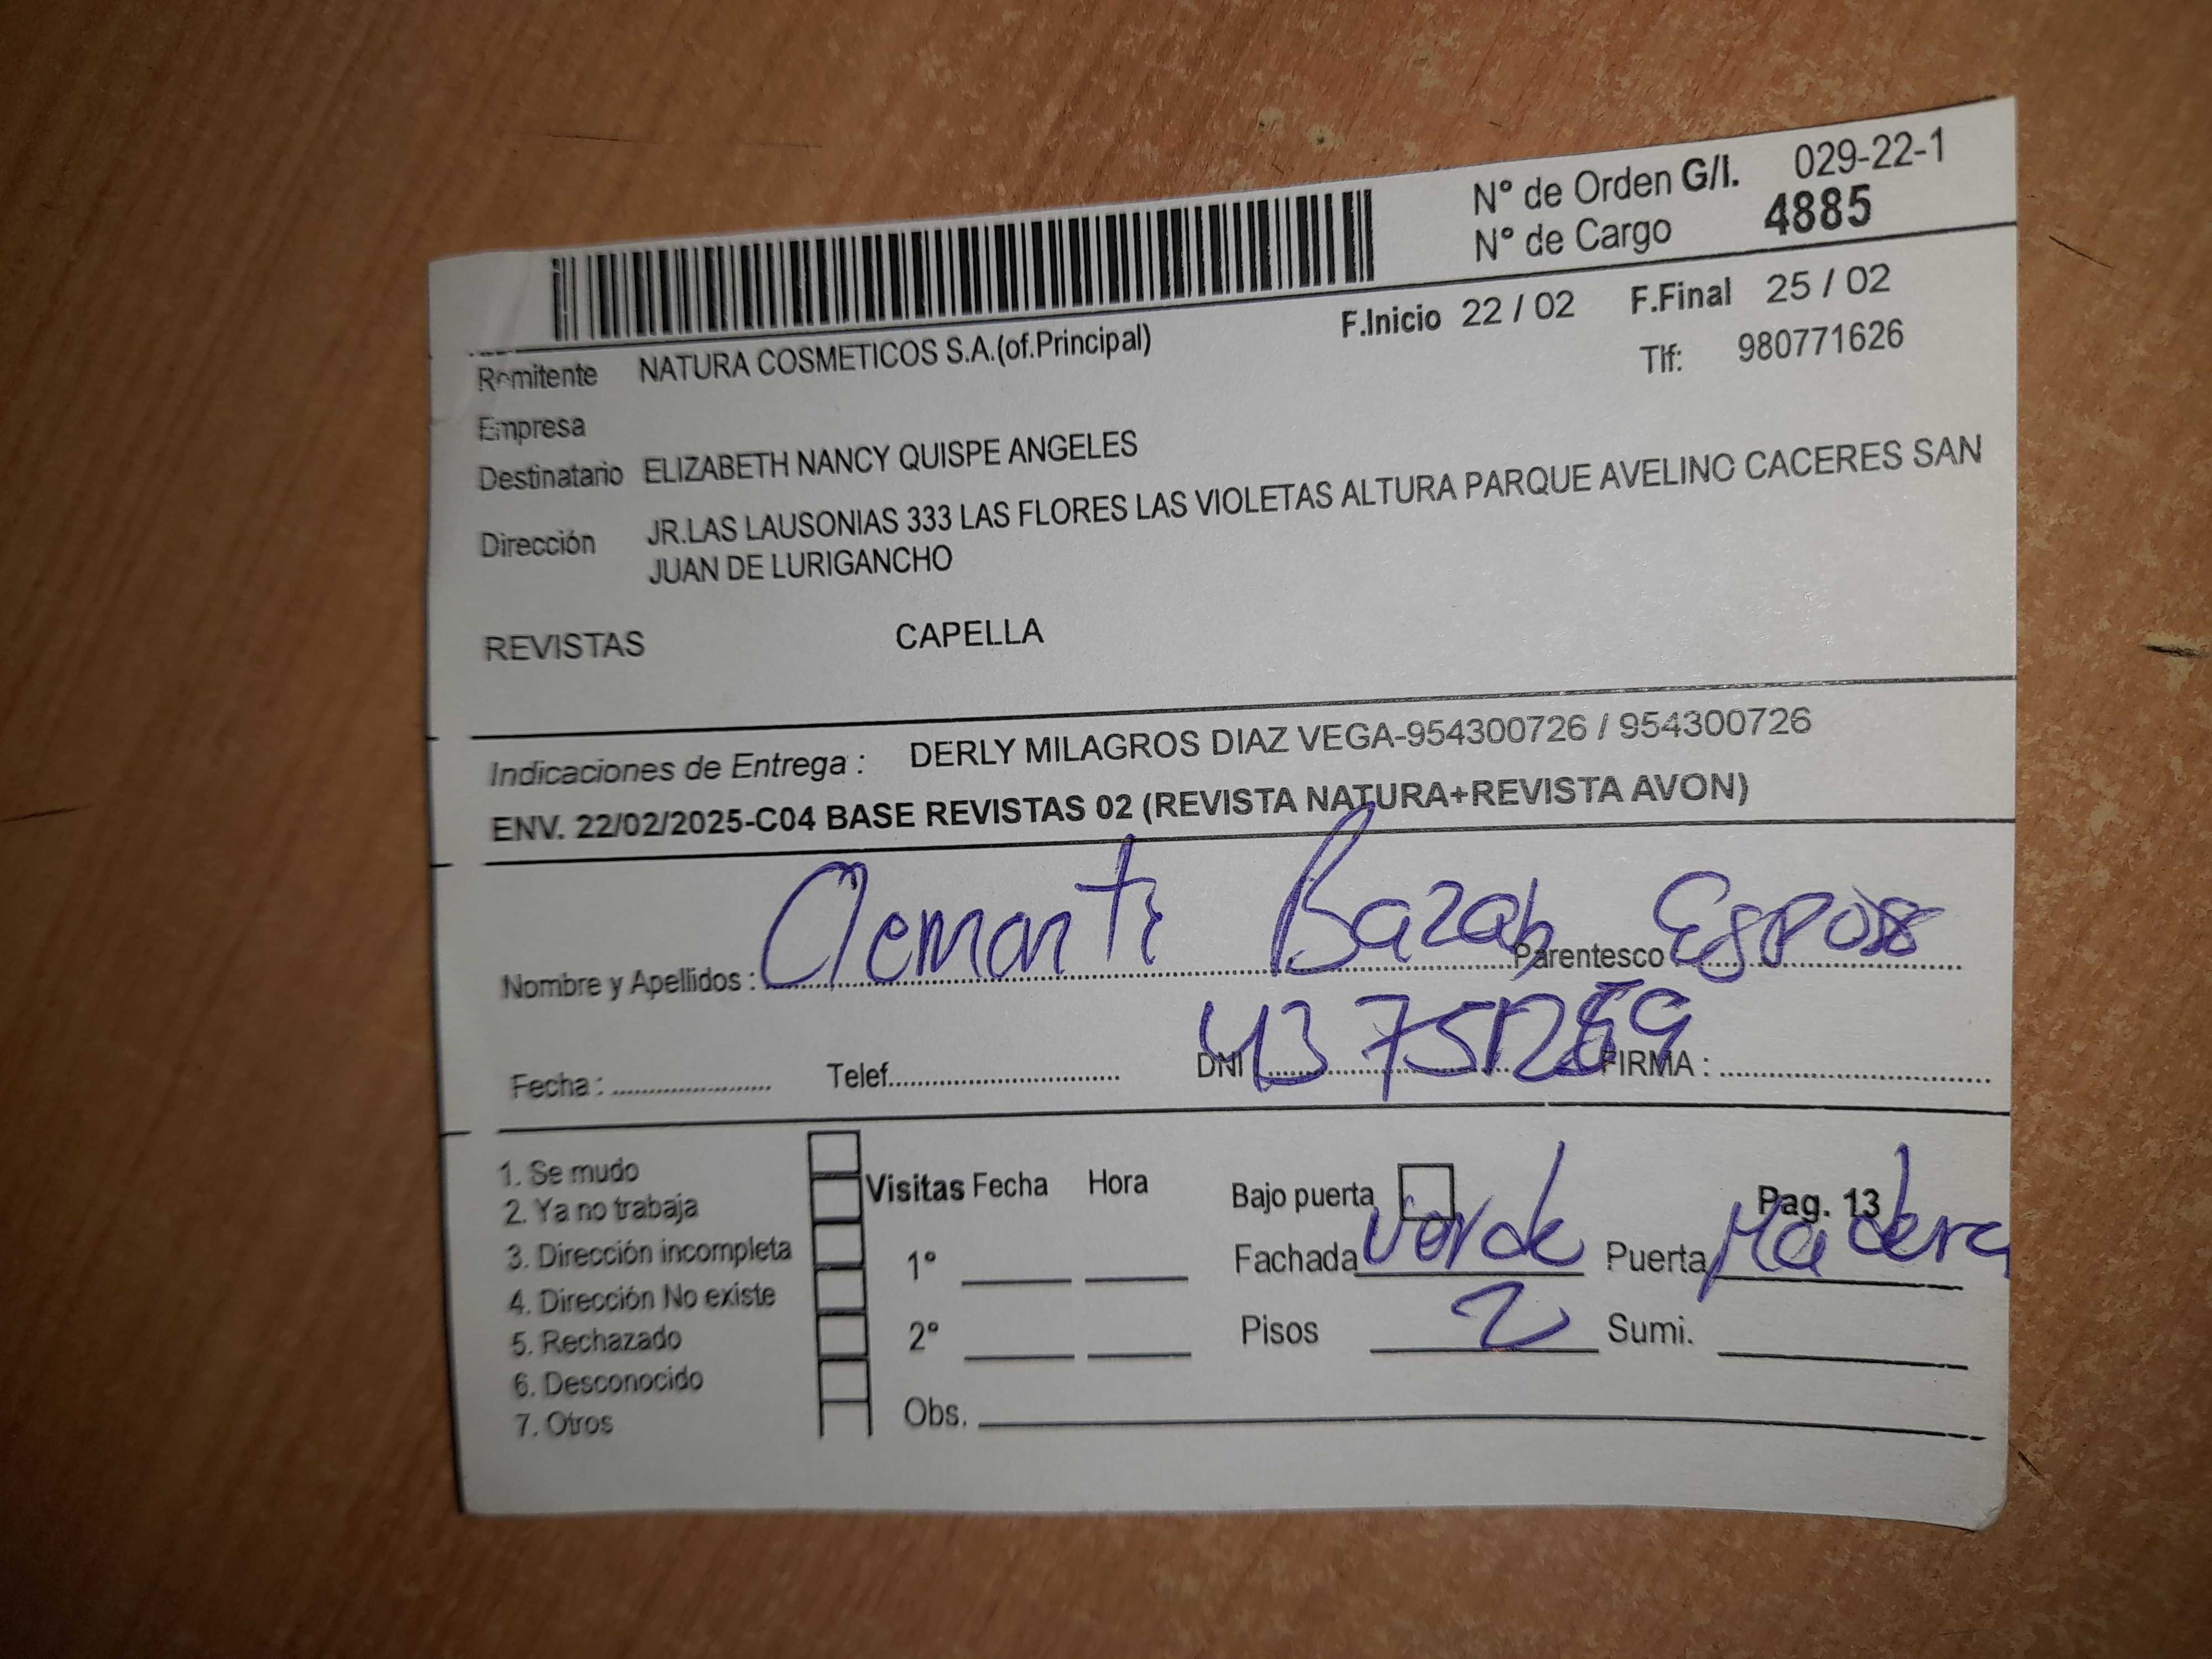 N° de Orden G/I. 029-22-1
N° de Cargo 4885
F.Inicio 22 / 02 F.Final 25 / 02
Remitente NATURA COSMETICOS S.A.(of.Principal) Tlf: 980771626
Empresa
Destinatario ELIZABETH NANCY QUISPE ANGELES
Dirección JR.LAS LAUSONIAS 333 LAS FLORES LAS VIOLETAS ALTURA PARQUE AVELINO CACERES SAN
JUAN DE LURIGANCHO
REVISTAS CAPELLA
Indicaciones de Entrega : DERLY MILAGROS DIAZ VEGA-954300726 / 954300726
ENV. 22/02/2025-C04 BASE REVISTAS 02 (REVISTA NATURA+REVISTA AVON)
Nombre y Apellidos : Parentesco Esposo
Fecha : Telef. DNI FIRMA :
1. Se mudo
2. Ya no trabaja
3. Dirección incompleta
4. Dirección No existe
5. Rechazado
6. Desconocido
7. Otros
Visitas Fecha Hora
1°
2°
Obs.
Bajo puerta Pag. 13
Fachada Verde Puerta Madera
Pisos 2 Sumi.